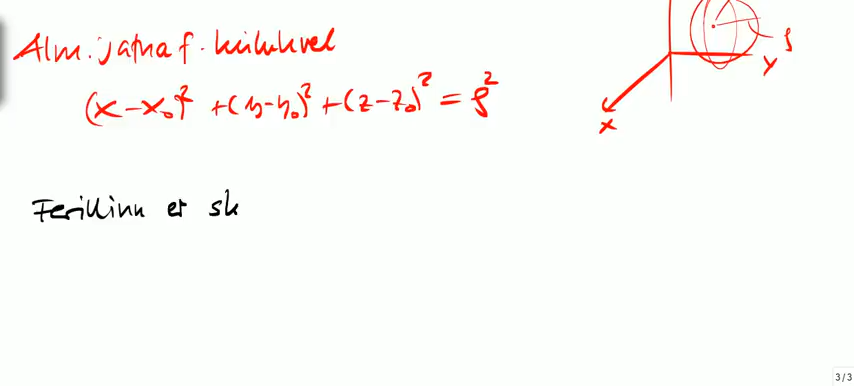 Alm. jafna f. kúluhvel
(x-x₀)² + (y-y₀)² + (z-z₀)² = ρ²
ρ
y
x
Ferillinn er sk
3/3